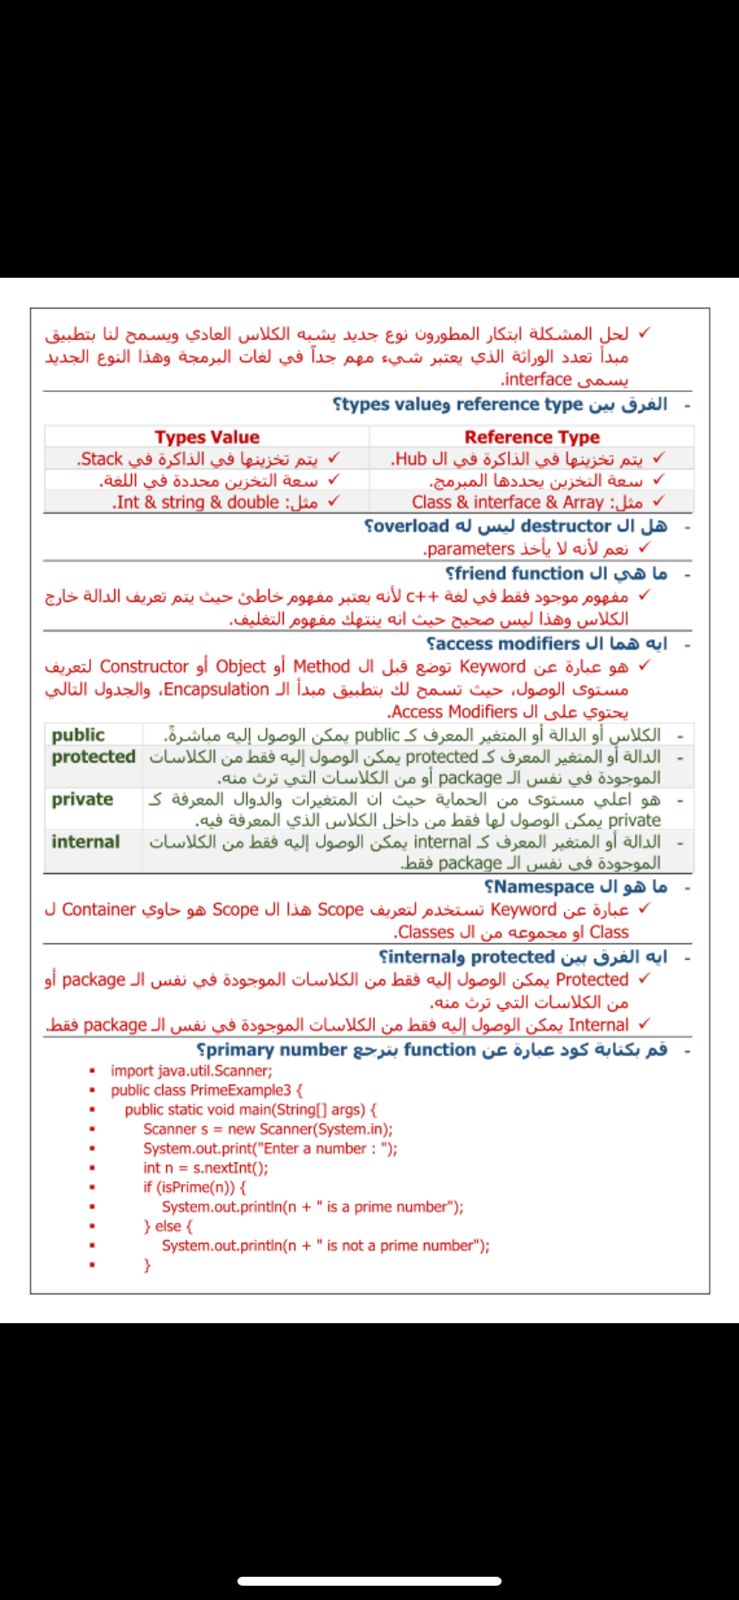 ✓ لحل المشكلة ابتكار المطورون نوع جديد يشبه الكلاس العادي ويسمح لنا بتطبيق
مبدأ تعدد الوراثة الذي يعتبر شيء مهم جداً في لغات البرمجة وهذا النوع الجديد
يسمى interface.
- الفرق بين reference type وtypes value؟
Types Value
Reference Type
✓ يتم تخزينها في الذاكرة في ال Hub.
✓ يتم تخزينها في الذاكرة في Stack.
✓ سعة التخزين يحددها المبرمج.
✓ سعة التخزين محددة في اللغة.
✓ مثل: Class & interface & Array
✓ مثل: Int & string & double.
- هل ال destructor ليس له overload؟
✓ نعم لأنه لا يأخذ parameters.
- ما هي ال friend function؟
✓ مفهوم موجود فقط في لغة c++ لأنه يعتبر مفهوم خاطئ حيث يتم تعريف الدالة خارج
الكلاس وهذا ليس صحيح حيث انه ينتهك مفهوم التغليف.
- ايه هما ال access modifiers؟
✓ هو عبارة عن Keyword توضع قبل ال Method أو Object أو Constructor لتعريف
مستوى الوصول، حيث تسمح لك بتطبيق مبدأ الـ Encapsulation، والجدول التالي
يحتوي على ال Access Modifiers.
public
- الكلاس أو الدالة أو المتغير المعرف كـ public يمكن الوصول إليه مباشرةً.
protected
- الدالة أو المتغير المعرف كـ protected يمكن الوصول إليه فقط من الكلاسات
الموجودة في نفس الـ package أو من الكلاسات التي ترث منه.
private
- هو اعلي مستوى من الحماية حيث ان المتغيرات والدوال المعرفة كـ
private يمكن الوصول لها فقط من داخل الكلاس الذي المعرفة فيه.
internal
- الدالة أو المتغير المعرف كـ internal يمكن الوصول إليه فقط من الكلاسات
الموجودة في نفس الـ package فقط.
- ما هو ال Namespace؟
✓ عبارة عن Keyword تستخدم لتعريف Scope هذا ال Scope هو حاوي Container ل
Class او مجموعه من ال Classes.
- ايه الفرق بين protected وinternal؟
✓ Protected يمكن الوصول إليه فقط من الكلاسات الموجودة في نفس الـ package أو
من الكلاسات التي ترث منه.
✓ Internal يمكن الوصول إليه فقط من الكلاسات الموجودة في نفس الـ package فقط.
- قم بكتابة كود عبارة عن function بترجع primary number؟
▪ import java.util.Scanner;
▪ public class PrimeExample3 {
▪ public static void main(String[] args) {
▪ Scanner s = new Scanner(System.in);
▪ System.out.print("Enter a number : ");
▪ int n = s.nextInt();
▪ if (isPrime(n)) {
▪ System.out.println(n + " is a prime number");
▪ } else {
▪ System.out.println(n + " is not a prime number");
▪ }